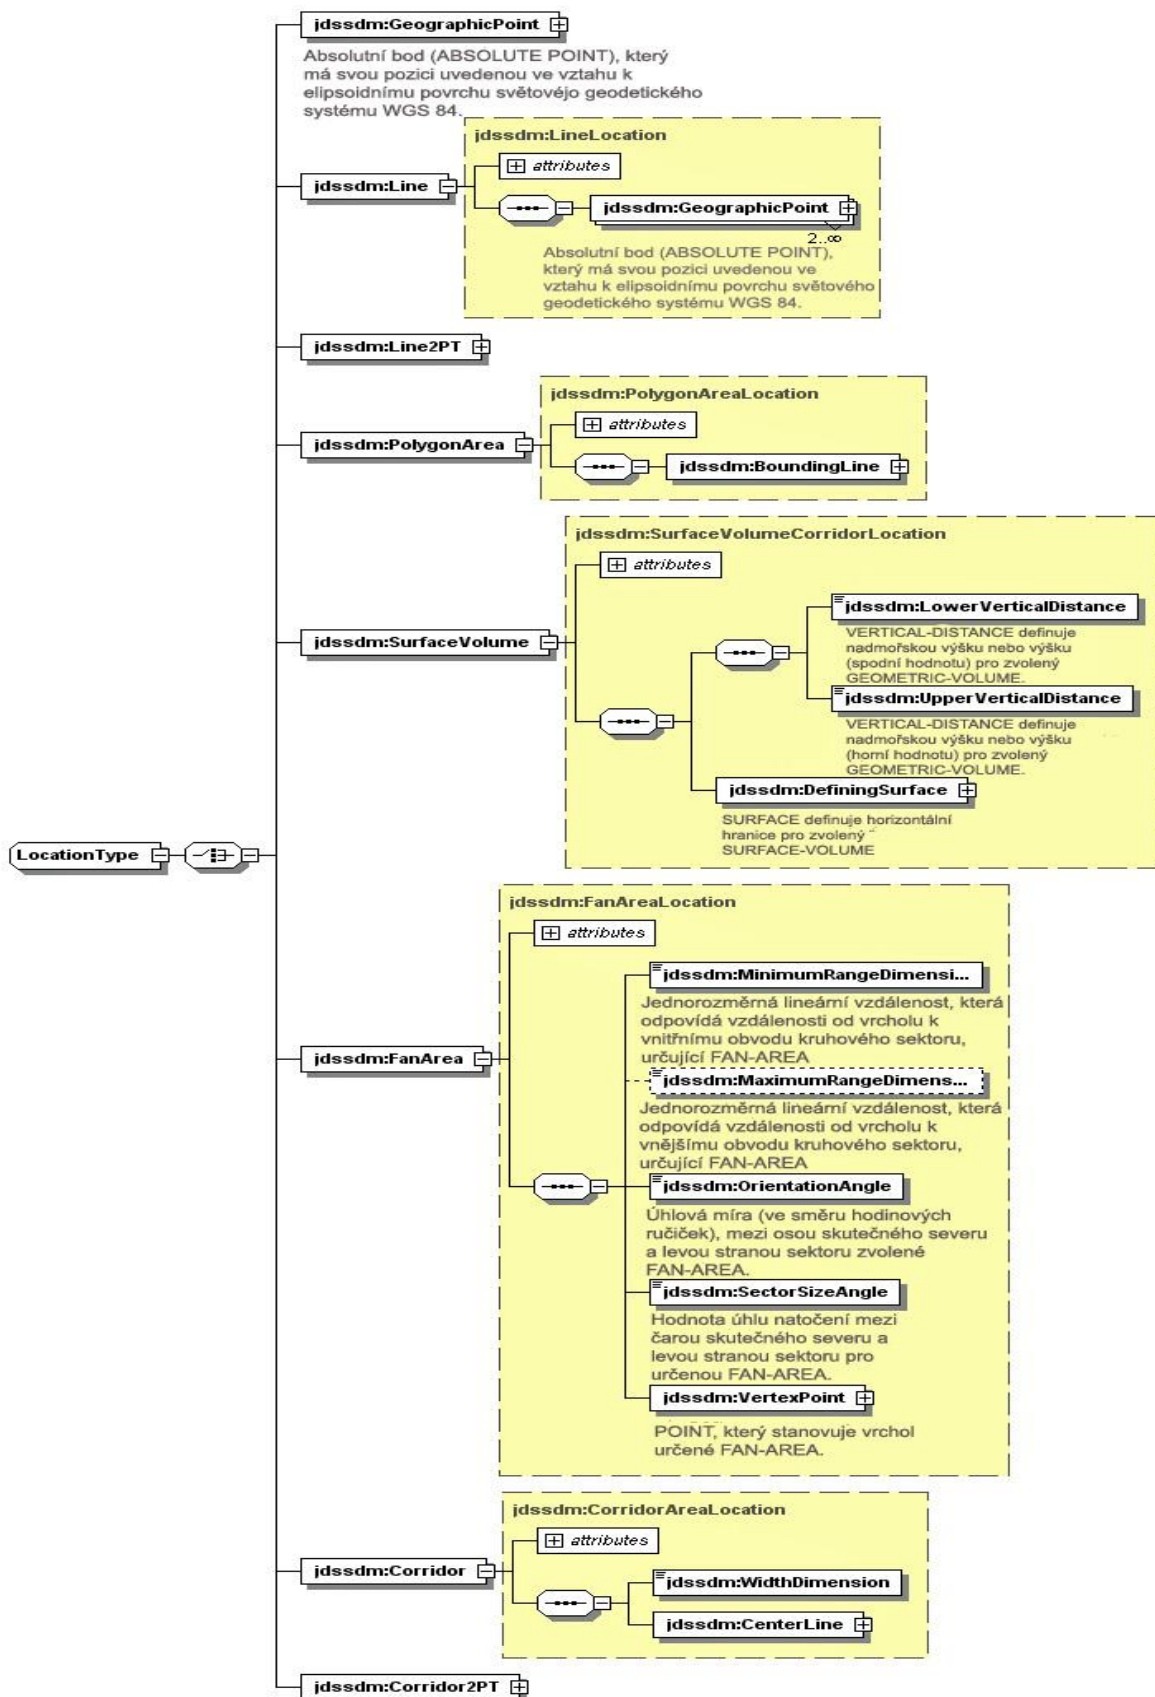 jdssdm:GeographicPoint
Absolutní bod (ABSOLUTE POINT), který
má svou pozici uvedenou ve vztahu k
elipsoidnímu povrchu světovéjo geodetického
systému WGS 84.
jdssdm:LineLocation
attributes
jdssdm:Line
jdssdm:GeographicPoint
2..∞
Absolutní bod (ABSOLUTE POINT),
který má svou pozici uvedenou ve
vztahu k elipsoidnímu povrchu světového
geodetického systému WGS 84.
jdssdm:Line2PT
jdssdm:PolygonAreaLocation
attributes
jdssdm:PolygonArea
jdssdm:BoundingLine
jdssdm:SurfaceVolumeCorridorLocation
attributes
jdssdm:LowerVerticalDistance
VERTICAL-DISTANCE definuje
nadmořskou výšku nebo výšku
(spodní hodnotu) pro zvolený
GEOMETRIC-VOLUME.
jdssdm:SurfaceVolume
jdssdm:UpperVerticalDistance
VERTICAL-DISTANCE definuje
nadmořskou výšku nebo výšku
(horní hodnotu) pro zvolený
GEOMETRIC-VOLUME.
jdssdm:DefiningSurface
SURFACE definuje horizontální
hranice pro zvolený
SURFACE-VOLUME
LocationType
jdssdm:FanAreaLocation
attributes
jdssdm:MinimumRangeDimensi...
Jednorozměrná lineární vzdálenost, která
odpovídá vzdálenosti od vrcholu k
vnitřnímu obvodu kruhového sektoru,
určující FAN-AREA
jdssdm:FanArea
jdssdm:MaximumRangeDimens...
Jednorozměrná lineární vzdálenost, která
odpovídá vzdálenosti od vrcholu k
vnějšímu obvodu kruhového sektoru,
určující FAN-AREA
jdssdm:OrientationAngle
Úhlová míra (ve směru hodinových
ručiček), mezi osou skutečného severu
a levou stranou sektoru zvolené
FAN-AREA.
jdssdm:SectorSizeAngle
Hodnota úhlu natočení mezi
čarou skutečného severu a
levou stranou sektoru pro
určenou FAN-AREA.
jdssdm:VertexPoint
POINT, který stanovuje vrchol
určené FAN-AREA.
jdssdm:CorridorAreaLocation
attributes
jdssdm:Corridor
jdssdm:WidthDimension
jdssdm:CenterLine
jdssdm:Corridor2PT